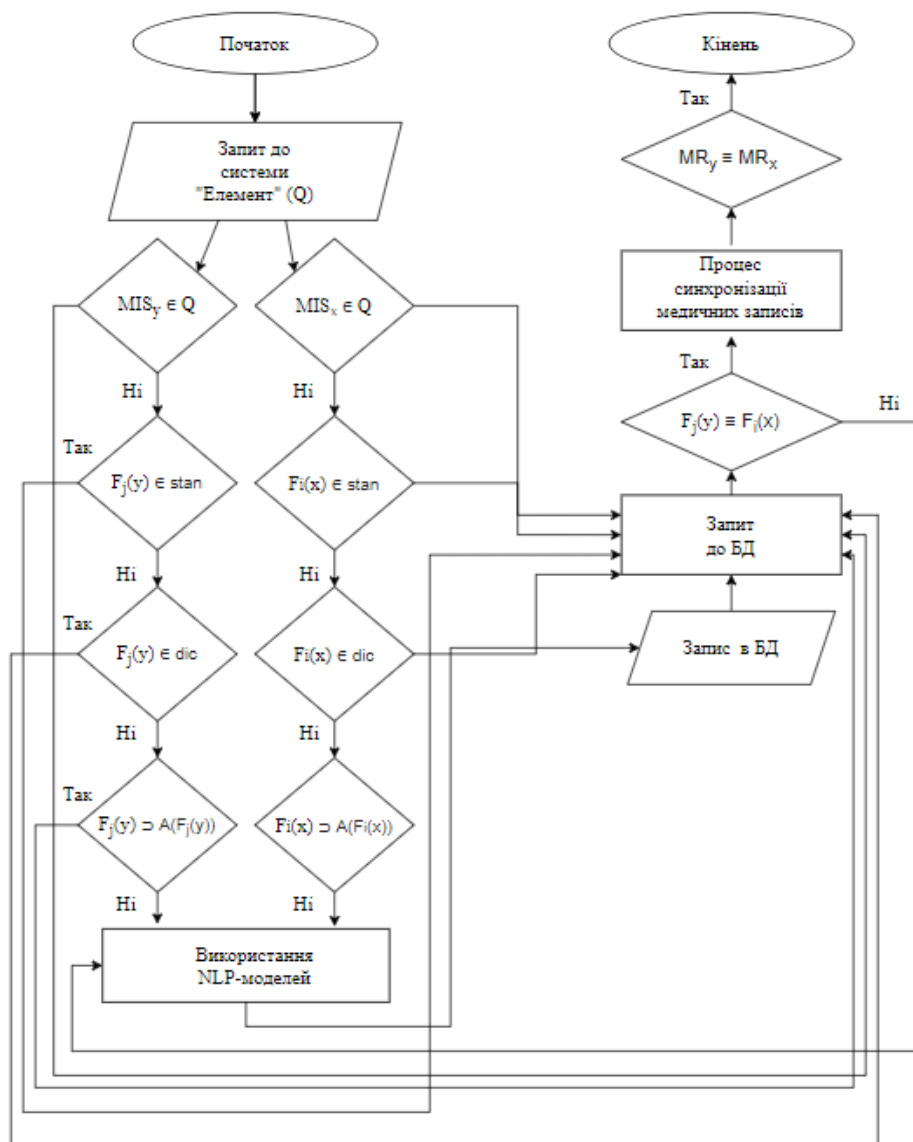 Початок
Кінень
Так
MRy ≡ MRx
Запит до
системи
"Елемент" (Q)
Процес
синхронізації
медичних записів
MISy ∈ Q
MISx ∈ Q
Так
Ні
Ні
Ні
Fj(y) ≡ Fi(x)
Так
Fj(y) ∈ stan
Fi(x) ∈ stan
Запит
до БД
Ні
Ні
Так
Fj(y) ∈ dic
Fi(x) ∈ dic
Запис в БД
Ні
Ні
Так
Fj(y) ⊃ A(Fj(y))
Fi(x) ⊃ A(Fi(x))
Ні
Ні
Використання
NLP-моделей